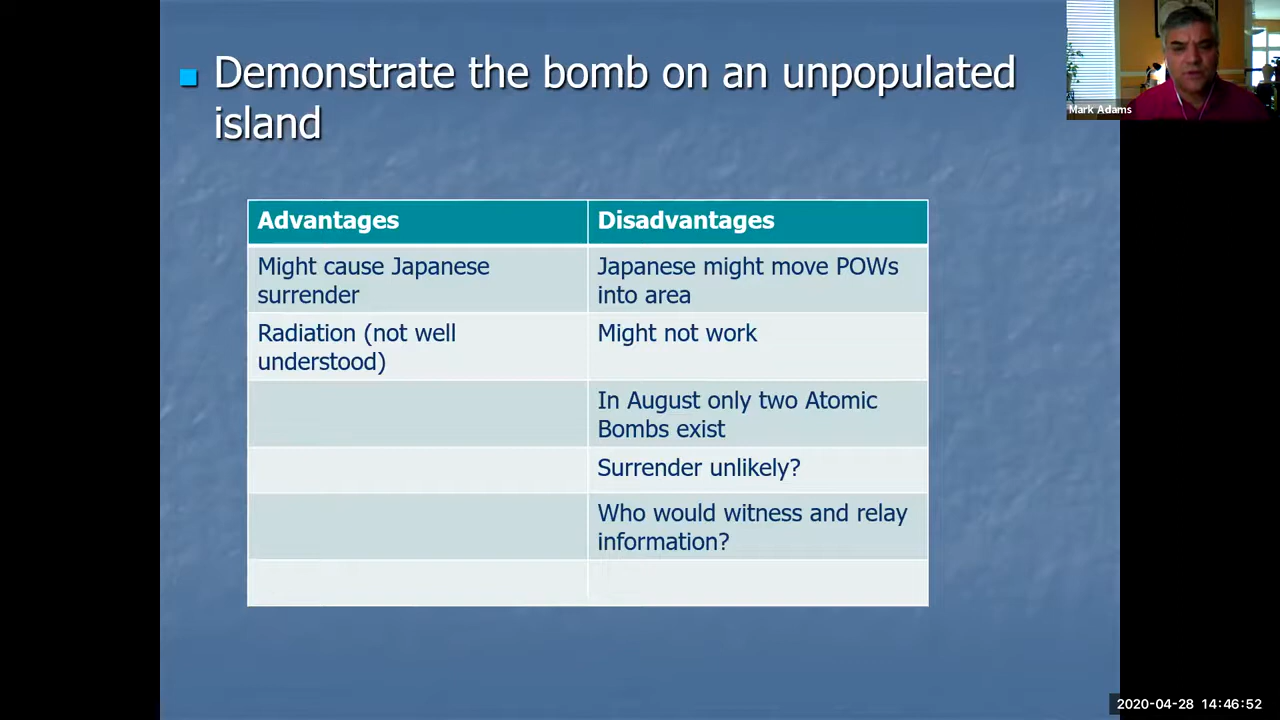 Demonstrate the bomb on an unpopulated
island
Mark Adams
Advantages
Disadvantages
Might cause Japanese
surrender
Japanese might move POWs
into area
Radiation (not well
understood)
Might not work
In August only two Atomic
Bombs exist
Surrender unlikely?
Who would witness and relay
information?
2020-04-28 14:46:52